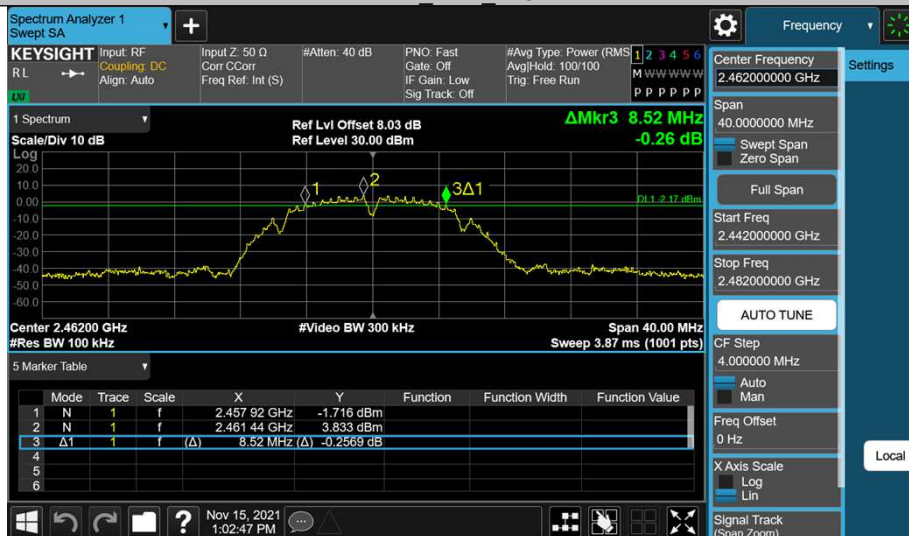 Spectrum Analyzer 1
Swept SA
+
Frequency
KEYSIGHT
RL
LXI
Input: RF
Coupling: DC
Align: Auto
Input Z: 50 Ω
Corr CCorr
Freq Ref: Int (S)
#Atten: 40 dB
PNO: Fast
Gate: Off
IF Gain: Low
Sig Track: Off
#Avg Type: Power (RMS
Avg|Hold: 100/100
Trig: Free Run
1 2 3 4 5 6
M W W W W W
P P P P P P
1 Spectrum
Scale/Div 10 dB
Log
Ref Lvl Offset 8.03 dB
Ref Level 30.00 dBm
ΔMkr3 8.52 MHz
-0.26 dB
20.0
10.0
0.00
-10.0
-20.0
-30.0
-40.0
-50.0
-60.0
1
2
3Δ1
DL1 -2.17 dBm
Center 2.46200 GHz
#Res BW 100 kHz
#Video BW 300 kHz
Span 40.00 MHz
Sweep 3.87 ms (1001 pts)
5 Marker Table
Mode Trace Scale X Y Function Function Width Function Value
1 N 1 f 2.457 92 GHz -1.716 dBm
2 N 1 f 2.461 44 GHz 3.833 dBm
3 Δ1 1 f (Δ) 8.52 MHz (Δ) -0.2569 dB
4
5
6
Nov 15, 2021
1:02:47 PM
?
Center Frequency
2.462000000 GHz
Span
40.0000000 MHz
Swept Span
Zero Span
Full Span
Start Freq
2.442000000 GHz
Stop Freq
2.482000000 GHz
AUTO TUNE
CF Step
4.000000 MHz
Auto
Man
Freq Offset
0 Hz
X Axis Scale
Log
Lin
Signal Track
(Span Zoom)
Settings
Local